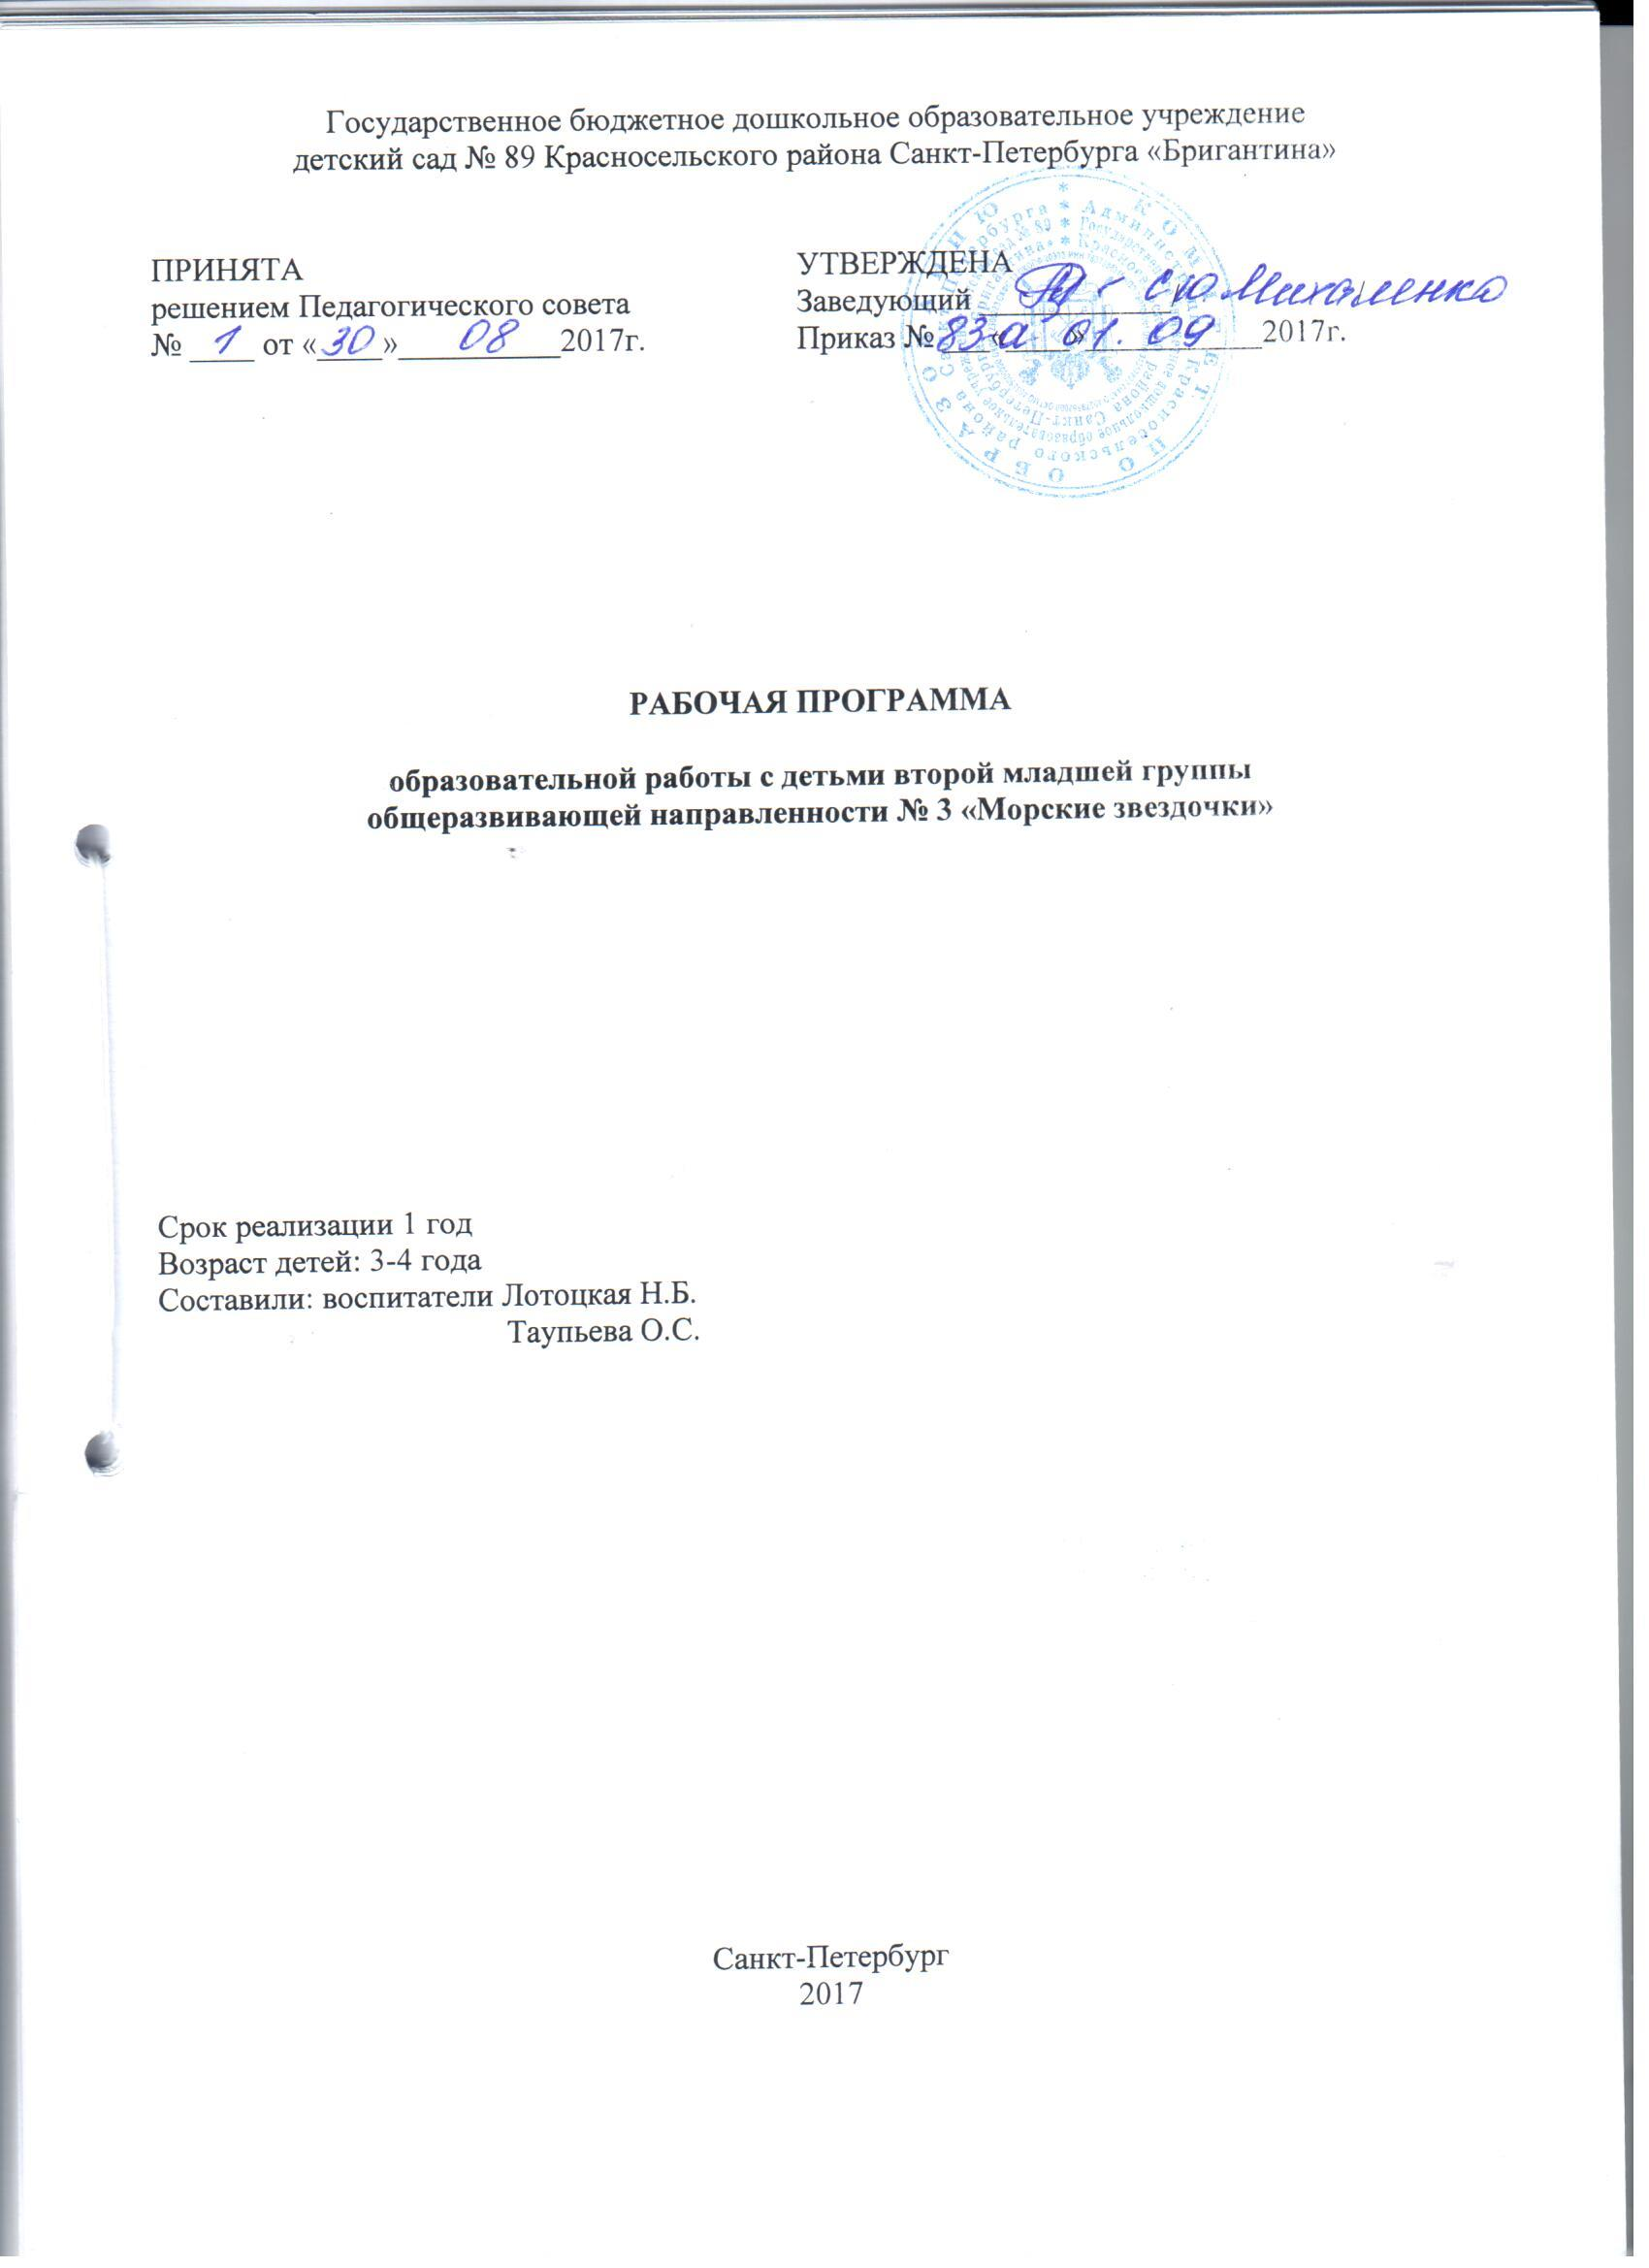 Государственное бюджетное дошкольное образовательное учреждение
детский сад № 89 Красносельского района Санкт-Петербурга «Бригантина»
ПРИНЯТА
решением Педагогического совета
№ 1 от «30» 08 2017г.
УТВЕРЖДЕНА
Заведующий С.Ю. Михаленко
Приказ № 83-а «01.» 09 2017г.
РАБОЧАЯ ПРОГРАММА
образовательной работы с детьми второй младшей группы
общеразвивающей направленности № 3 «Морские звездочки»
Срок реализации 1 год
Возраст детей: 3-4 года
Составили: воспитатели Лотоцкая Н.Б.
Таупьева О.С.
Санкт-Петербург
2017